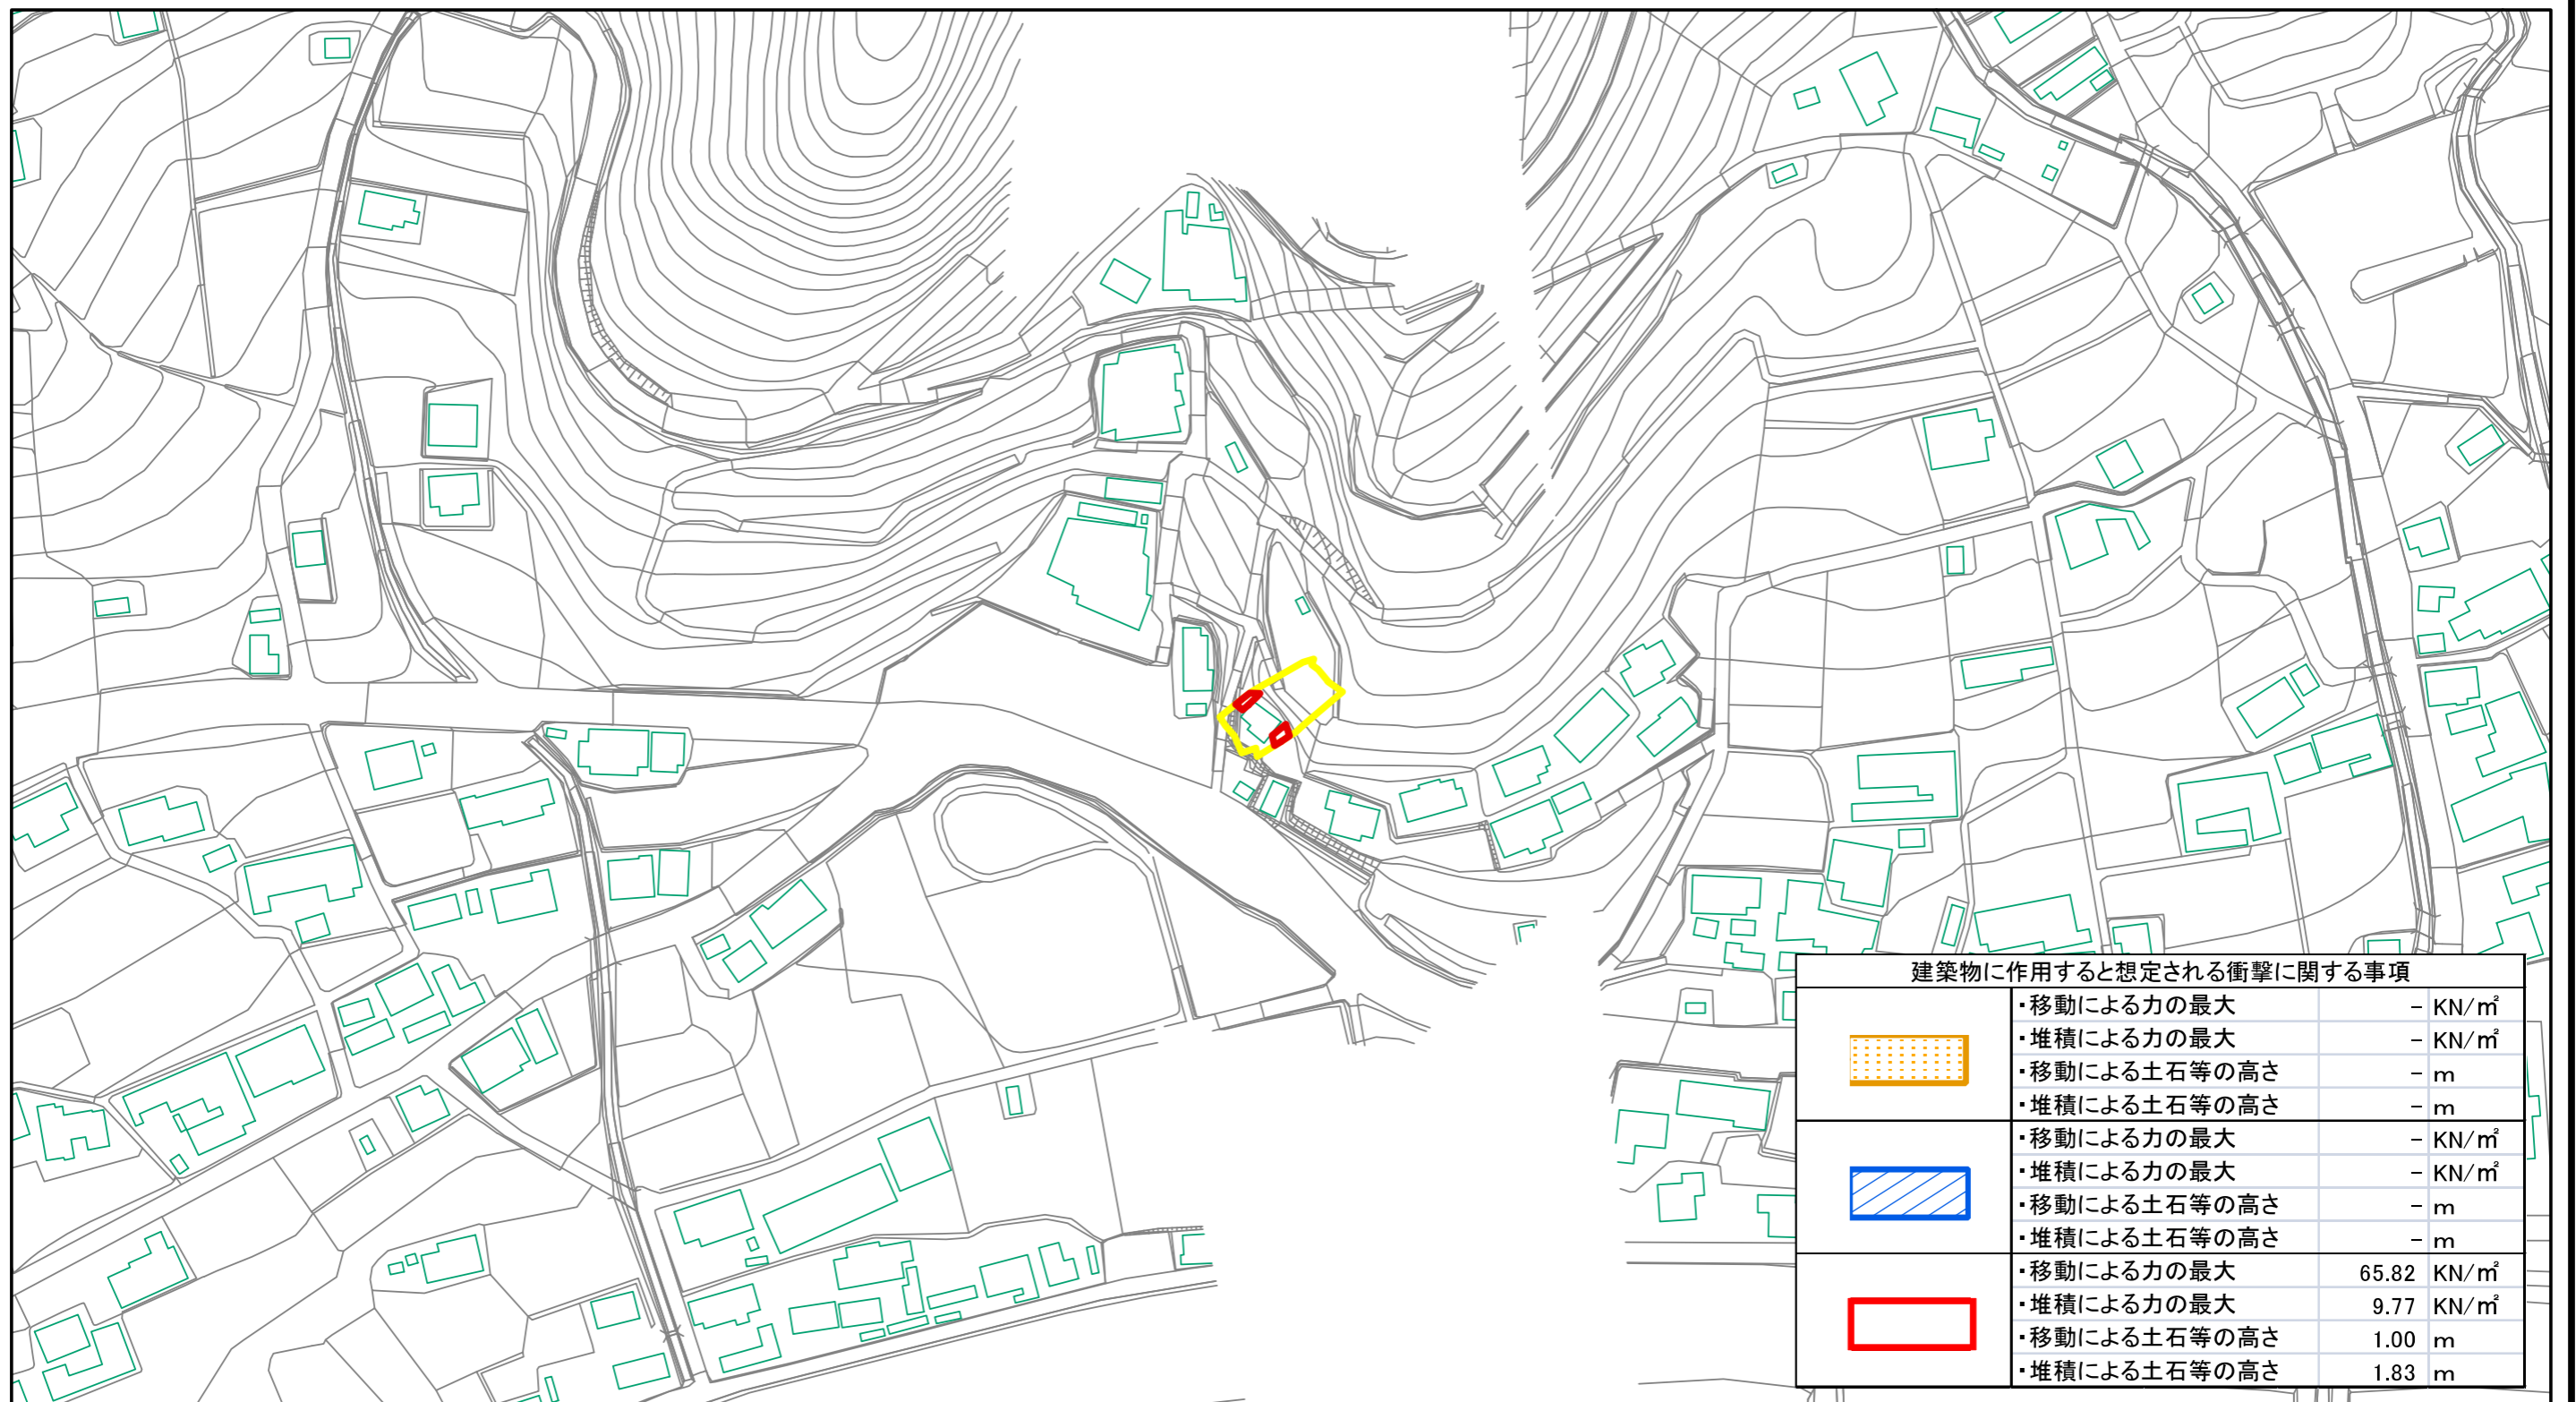 建築物に作用すると想定される衝撃に関する事項
・移動による力の最大 － KN/㎡
・堆積による力の最大 － KN/㎡
・移動による土石等の高さ － m
・堆積による土石等の高さ － m
・移動による力の最大 － KN/㎡
・堆積による力の最大 － KN/㎡
・移動による土石等の高さ － m
・堆積による土石等の高さ － m
・移動による力の最大 65.82 KN/㎡
・堆積による力の最大 9.77 KN/㎡
・移動による土石等の高さ 1.00 m
・堆積による土石等の高さ 1.83 m